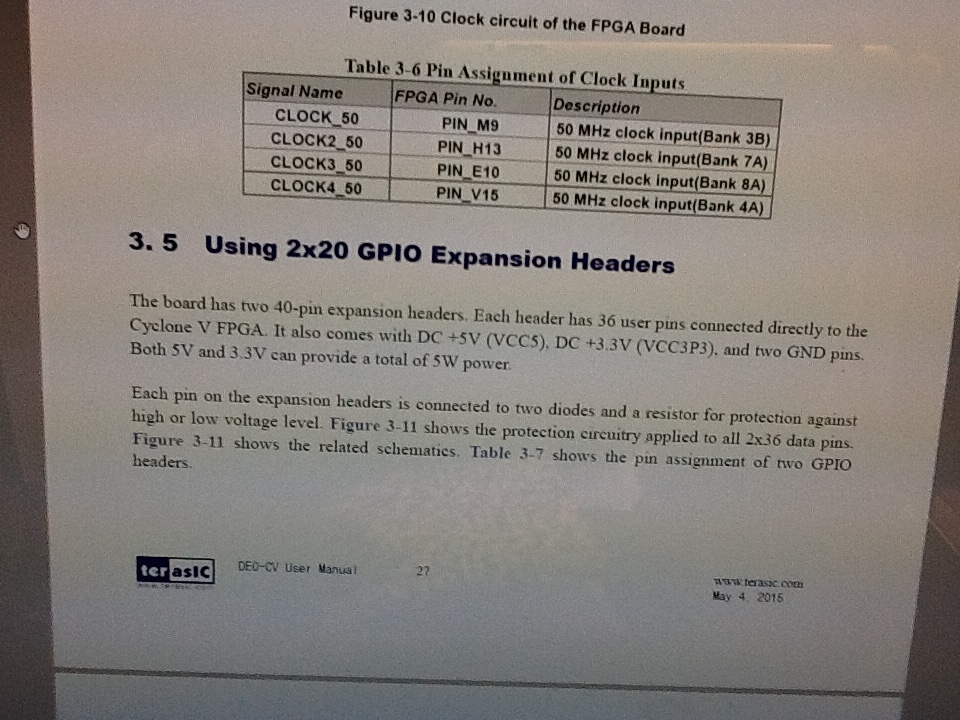 Figure 3-10 Clock circuit of the FPGA Board
Table 3-6 Pin Assignment of Clock Inputs
Signal Name FPGA Pin No. Description
CLOCK_50 PIN_M9 50 MHz clock input(Bank 3B)
CLOCK2_50 PIN_H13 50 MHz clock input(Bank 7A)
CLOCK3_50 PIN_E10 50 MHz clock input(Bank 8A)
CLOCK4_50 PIN_V15 50 MHz clock input(Bank 4A)
3. 5 Using 2x20 GPIO Expansion Headers
The board has two 40-pin expansion headers. Each header has 36 user pins connected directly to the
Cyclone V FPGA. It also comes with DC +5V (VCC5), DC +3.3V (VCC3P3), and two GND pins.
Both 5V and 3.3V can provide a total of 5W power.
Each pin on the expansion headers is connected to two diodes and a resistor for protection against
high or low voltage level. Figure 3-11 shows the protection circuitry applied to all 2x36 data pins.
Figure 3-11 shows the related schematics. Table 3-7 shows the pin assignment of two GPIO
headers.
terasIC DE0-CV User Manual 27 www.terasic.com
May 4, 2015